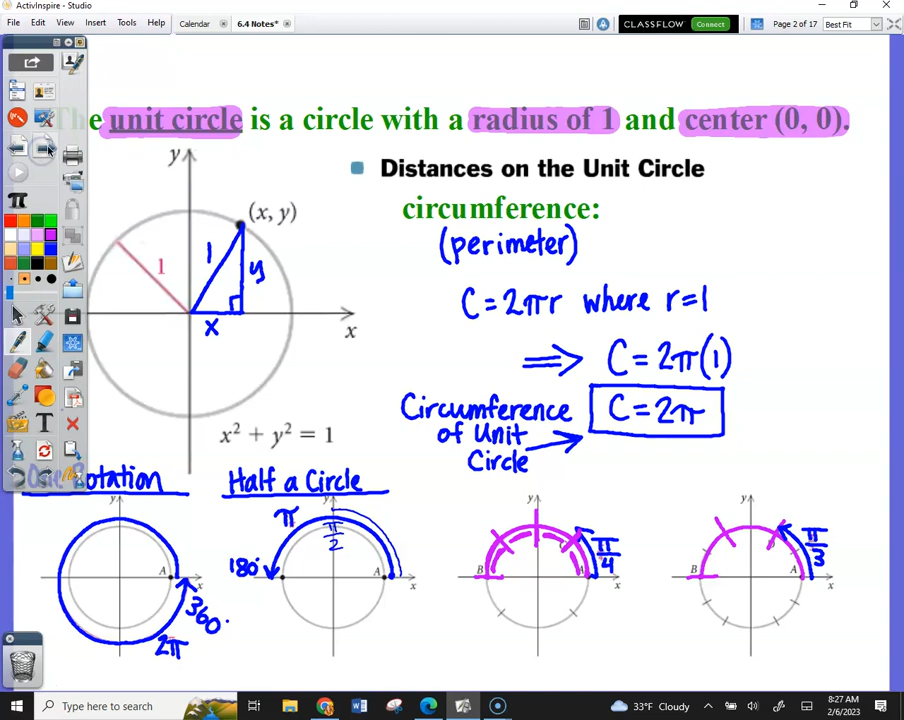 ActivInspire - Studio
File Edit View Insert Tools Help
Calendar
6.4 Notes*
CLASSFLOW Connect
Page 2 of 17
Best Fit
The unit circle is a circle with a radius of 1 and center (0, 0).
Distances on the Unit Circle
circumference:
(perimeter)
C = 2πr where r = 1
⇒ C = 2π(1)
Circumference of Unit Circle → C = 2π
y
(x, y)
1
1
y
x
x
x² + y² = 1
Rotation
Half a Circle
y
A
x
360°
2π
y
π
π/2
180°
A
x
y
B
π/4
A
x
y
B
π/3
A
x
Type here to search
33°F Cloudy
8:27 AM
2/6/2023